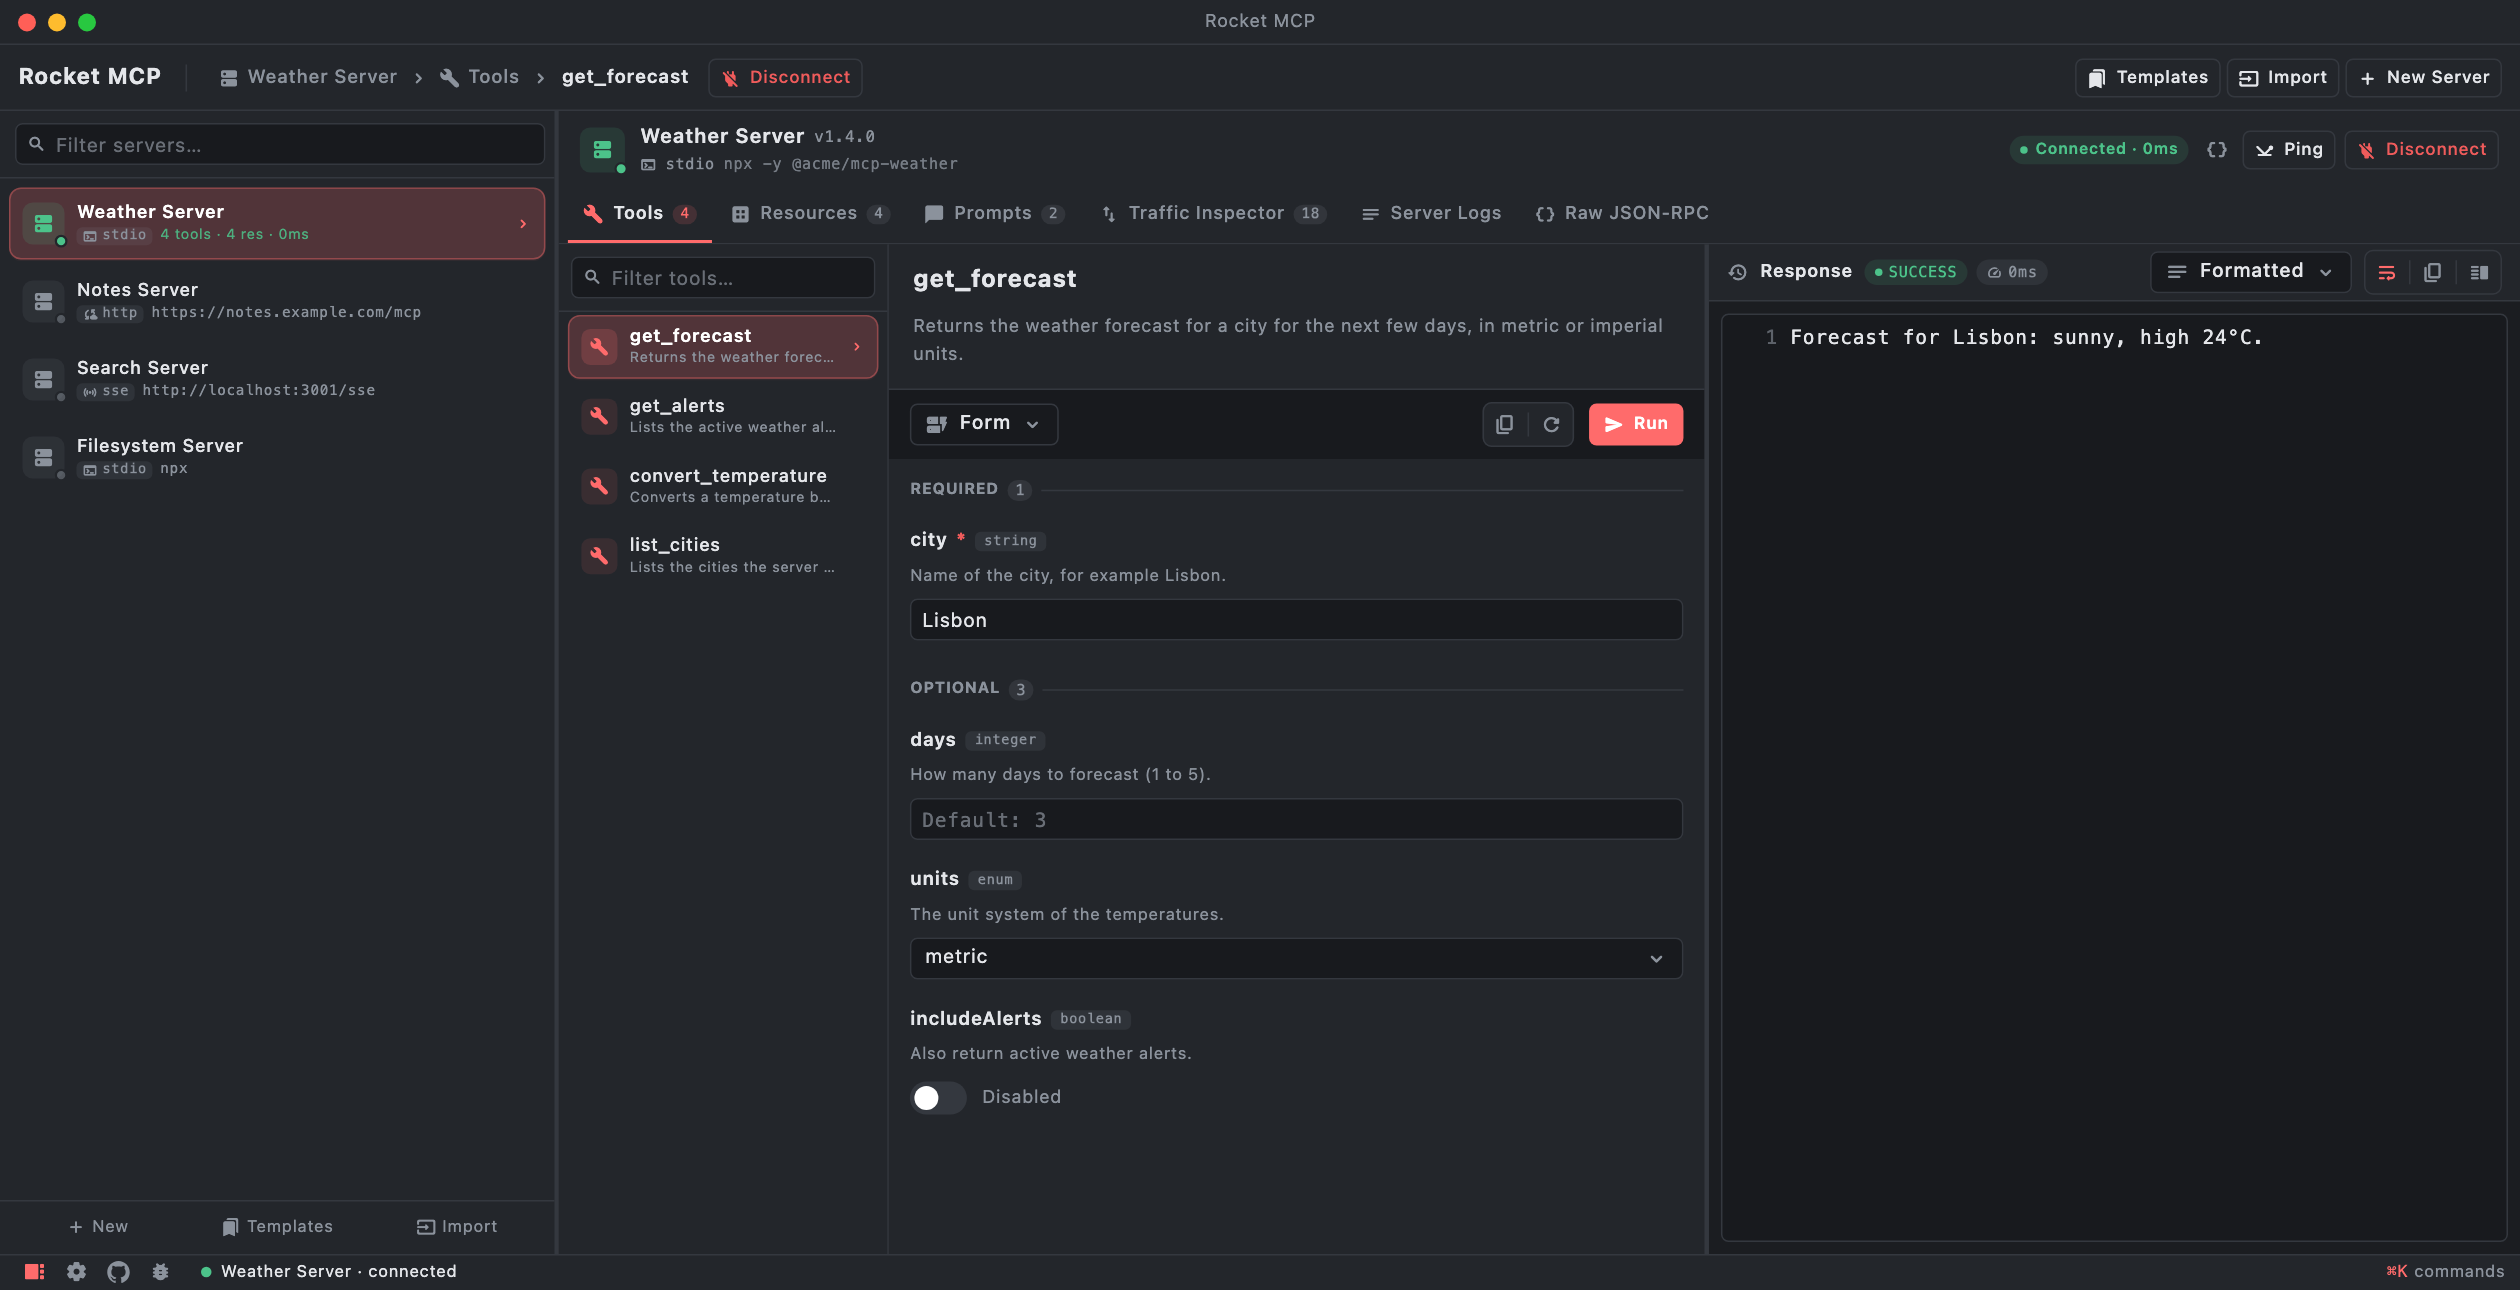 Rocket MCP
Rocket MCP
Weather Server › Tools › get_forecast
Disconnect
Templates
Import
+ New Server
Filter servers...
Weather Server
stdio 4 tools · 4 res · 0ms
Notes Server
http https://notes.example.com/mcp
Search Server
sse http://localhost:3001/sse
Filesystem Server
stdio npx
+ New
Templates
Import
Weather Server v1.4.0
stdio npx -y @acme/mcp-weather
Connected · 0ms
{}
Ping
Disconnect
Tools 4
Resources 4
Prompts 2
Traffic Inspector 18
Server Logs
{} Raw JSON-RPC
Filter tools...
get_forecast
Returns the weather forec...
get_alerts
Lists the active weather al...
convert_temperature
Converts a temperature b...
list_cities
Lists the cities the server ...
get_forecast
Returns the weather forecast for a city for the next few days, in metric or imperial
units.
Form
Run
REQUIRED 1
city * string
Name of the city, for example Lisbon.
Lisbon
OPTIONAL 3
days integer
How many days to forecast (1 to 5).
Default: 3
units enum
The unit system of the temperatures.
metric
includeAlerts boolean
Also return active weather alerts.
Disabled
Response
SUCCESS
0ms
Formatted
1 Forecast for Lisbon: sunny, high 24°C.
Weather Server · connected
⌘K commands